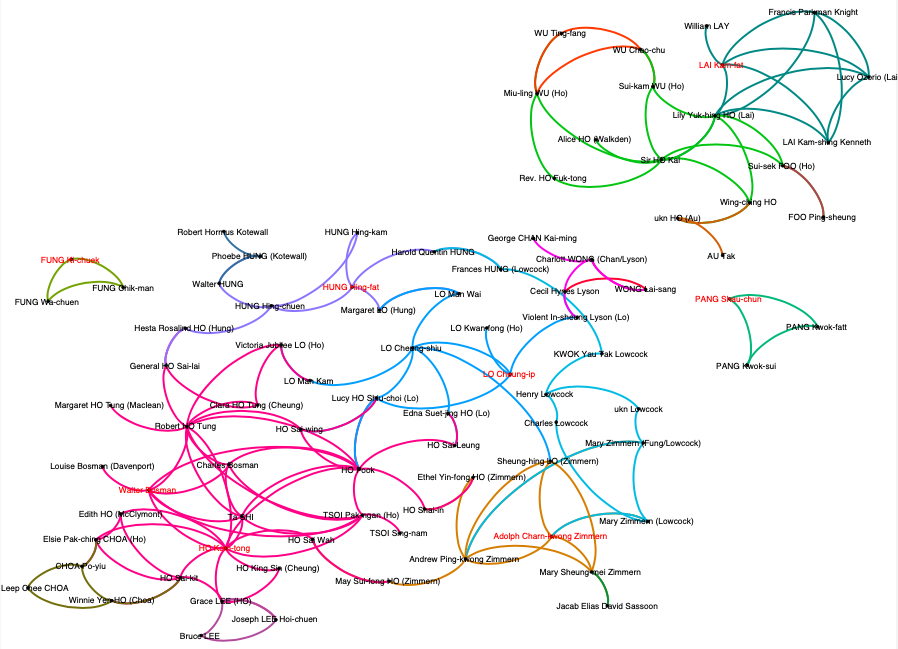 Francis Parkman Knight
William LAY
WU Ting-fang
WU Chao-chu
LAI Kam-fat
Lucy Ozorio (Lai
Sui-kam WU (Ho)
Miu-ling WU (Ho)
Lily Yuk-hing HO (Lai)
Alice HO (Walkden)
LAI Kam-shing Kenneth
Sir HO Kai
Sui-sek FOO (Ho)
Rev. HO Fuk-tong
Wing-ching HO
ukn HO (Au)
FOO Ping-sheung
Robert Hormus Kotewall
HUNG Hing-kam
George CHAN Kai-ming
Harold Quentin HUNG
AU Tak
Phoebe HUNG (Kotewall)
Charlott WONG (Chan/Lyson)
FUNG Ki-cheuk
Frances HUNG (Lowcock)
Walter HUNG
FUNG Chik-man
HUNG Hing-fat
WONG Lai-sang
Cecil Hynes Lyson
LO Man Wai
PANG Shau-chun
FUNG Wa-chuen
HUNG Hing-chuen
Margaret LO (Hung)
Violent In-sheung Lyson (Lo)
Hesta Rosalind HO (Hung)
LO Kwan-fong (Ho)
PANG Kwok-fatt
Victoria Jubilee LO (Ho)
LO Cheung-shiu
KWOK Yau Tak Lowcock
General HO Sai-lai
PANG Kwok-sui
LO Cheung-ip
LO Man Kam
Henry Lowcock
Lucy HO Shiu-choi (Lo)
Margaret HO Tung (Maclean)
Clara HO Tung (Cheung)
ukn Lowcock
Edna Suet-jing HO (Lo)
Charles Lowcock
Robert HO Tung
HO Sai-wing
HO Sai-Leung
Mary Zimmern (Fung/Lowcock)
Sheung-hing HO (Zimmern)
Louise Bosman (Davenport)
Charles Bosman
HO Fook
Ethel Yin-fong HO (Zimmern)
Walter Bosman
HO Shai-in
Edith HO (McClymont)
Tai SHI
TSOI Pak-ngan (Ho)
Mary Zimmern (Lowcock)
TSOI Sing-nam
Elsie Pak-ching CHOA (Ho)
HO Sai Wah
Adolph Charn-kwong Zimmern
HO Kom-tong
Andrew Ping-kwong Zimmern
CHOA Po-yiu
HO King Sin (Cheung)
Mary Sheung-mei Zimmern
HO Sai-kit
May Sui-fong HO (Zimmern)
Leep Chee CHOA
Winnie Yen HO (Choa)
Grace LEE (HO)
Jacab Elias David Sassoon
Joseph LEE Hoi-chuen
Bruce LEE